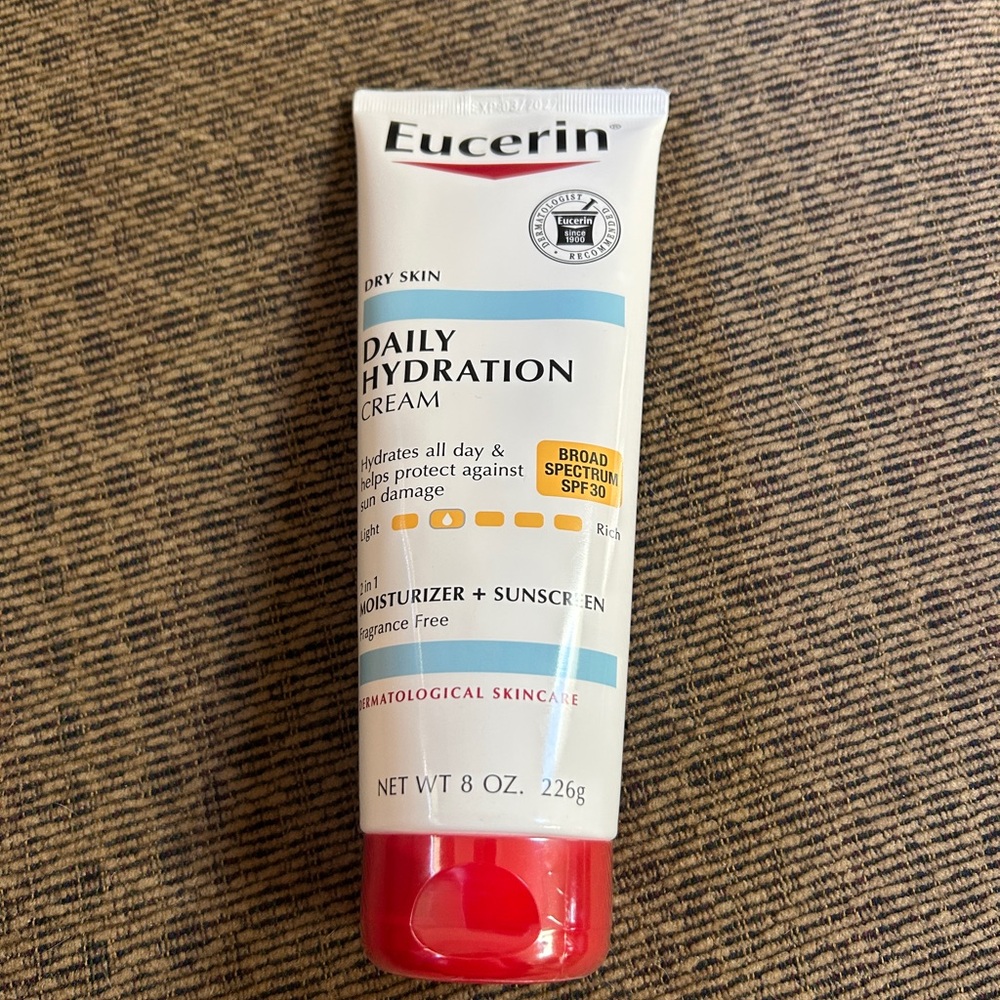 Eucerin®
DERMATOLOGIST RECOMMENDED
Eucerin
since
1900
DRY SKIN
DAILY
HYDRATION
CREAM
Hydrates all day &
helps protect against
sun damage
BROAD
SPECTRUM
SPF30
Light
Rich
2 in 1
MOISTURIZER + SUNSCREEN
Fragrance Free
DERMATOLOGICAL SKINCARE
NET WT 8 OZ. 226g